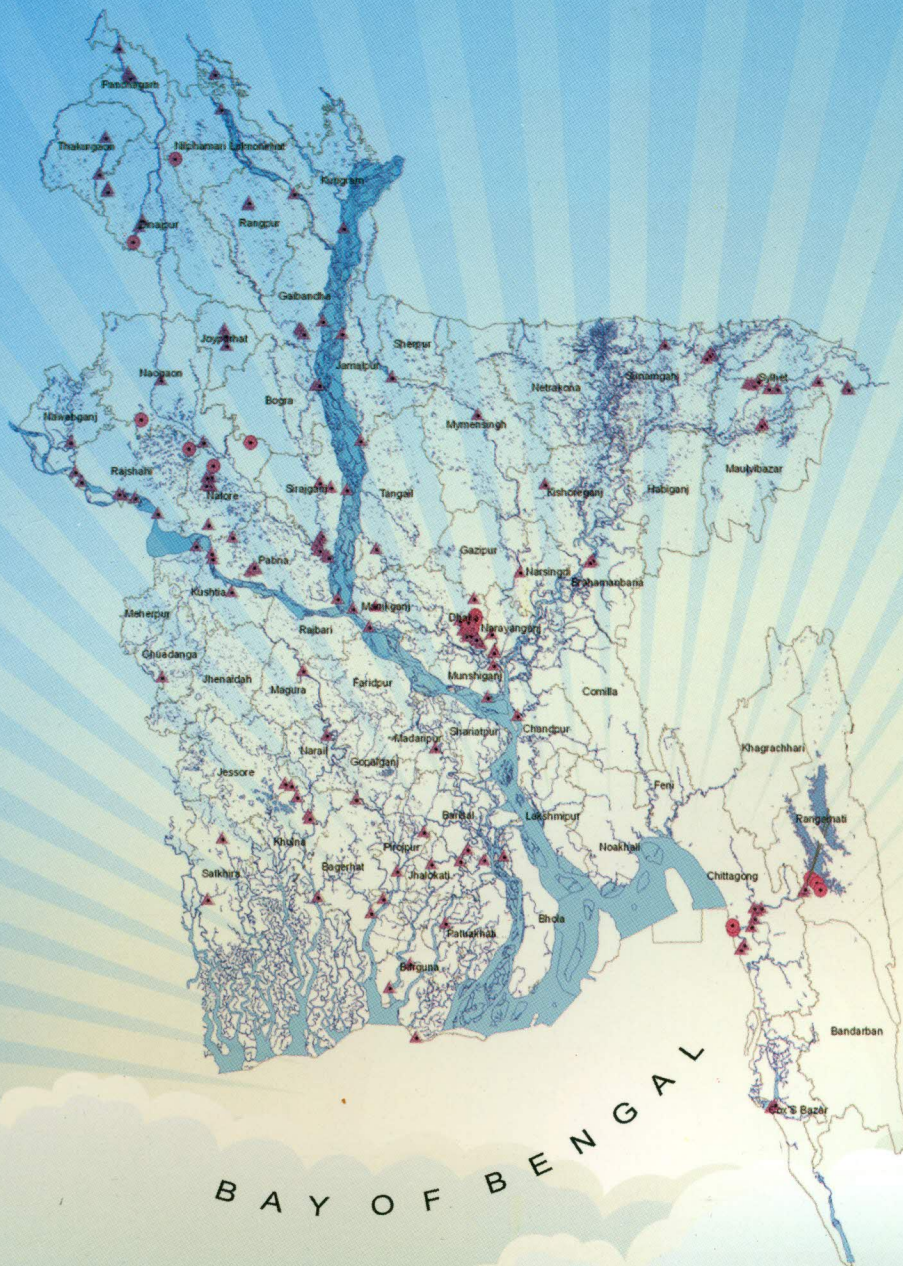 Panchagarh
Thakurgaon
Nilphamari
Lalmonirhat
Kurigram
Dinajpur
Rangpur
Gaibandha
Joypurhat
Sherpur
Naogaon
Jamalpur
Netrakona
Sunamganj
Sylhet
Bogra
Nawabganj
Mymensingh
Rajshahi
Maulvibazar
Natore
Sirajganj
Tangail
Kishoreganj
Habiganj
Gazipur
Pabna
Narsingdi
Brahamanbaria
Kushtia
Manikganj
Meherpur
Dhaka
Narayanganj
Rajbari
Chuadanga
Jhenaidah
Munshiganj
Magura
Faridpur
Comilla
Shariatpur
Chandpur
Madaripur
Khagrachhari
Narail
Gopalganj
Jessore
Feni
Barisal
Lakshmipur
Rangamati
Khulna
Pirojpur
Noakhali
Bagerhat
Satkhira
Jhalokati
Chittagong
Bhola
Patuakhali
Barguna
Bandarban
Cox'S Bazar
BAY OF BENGAL